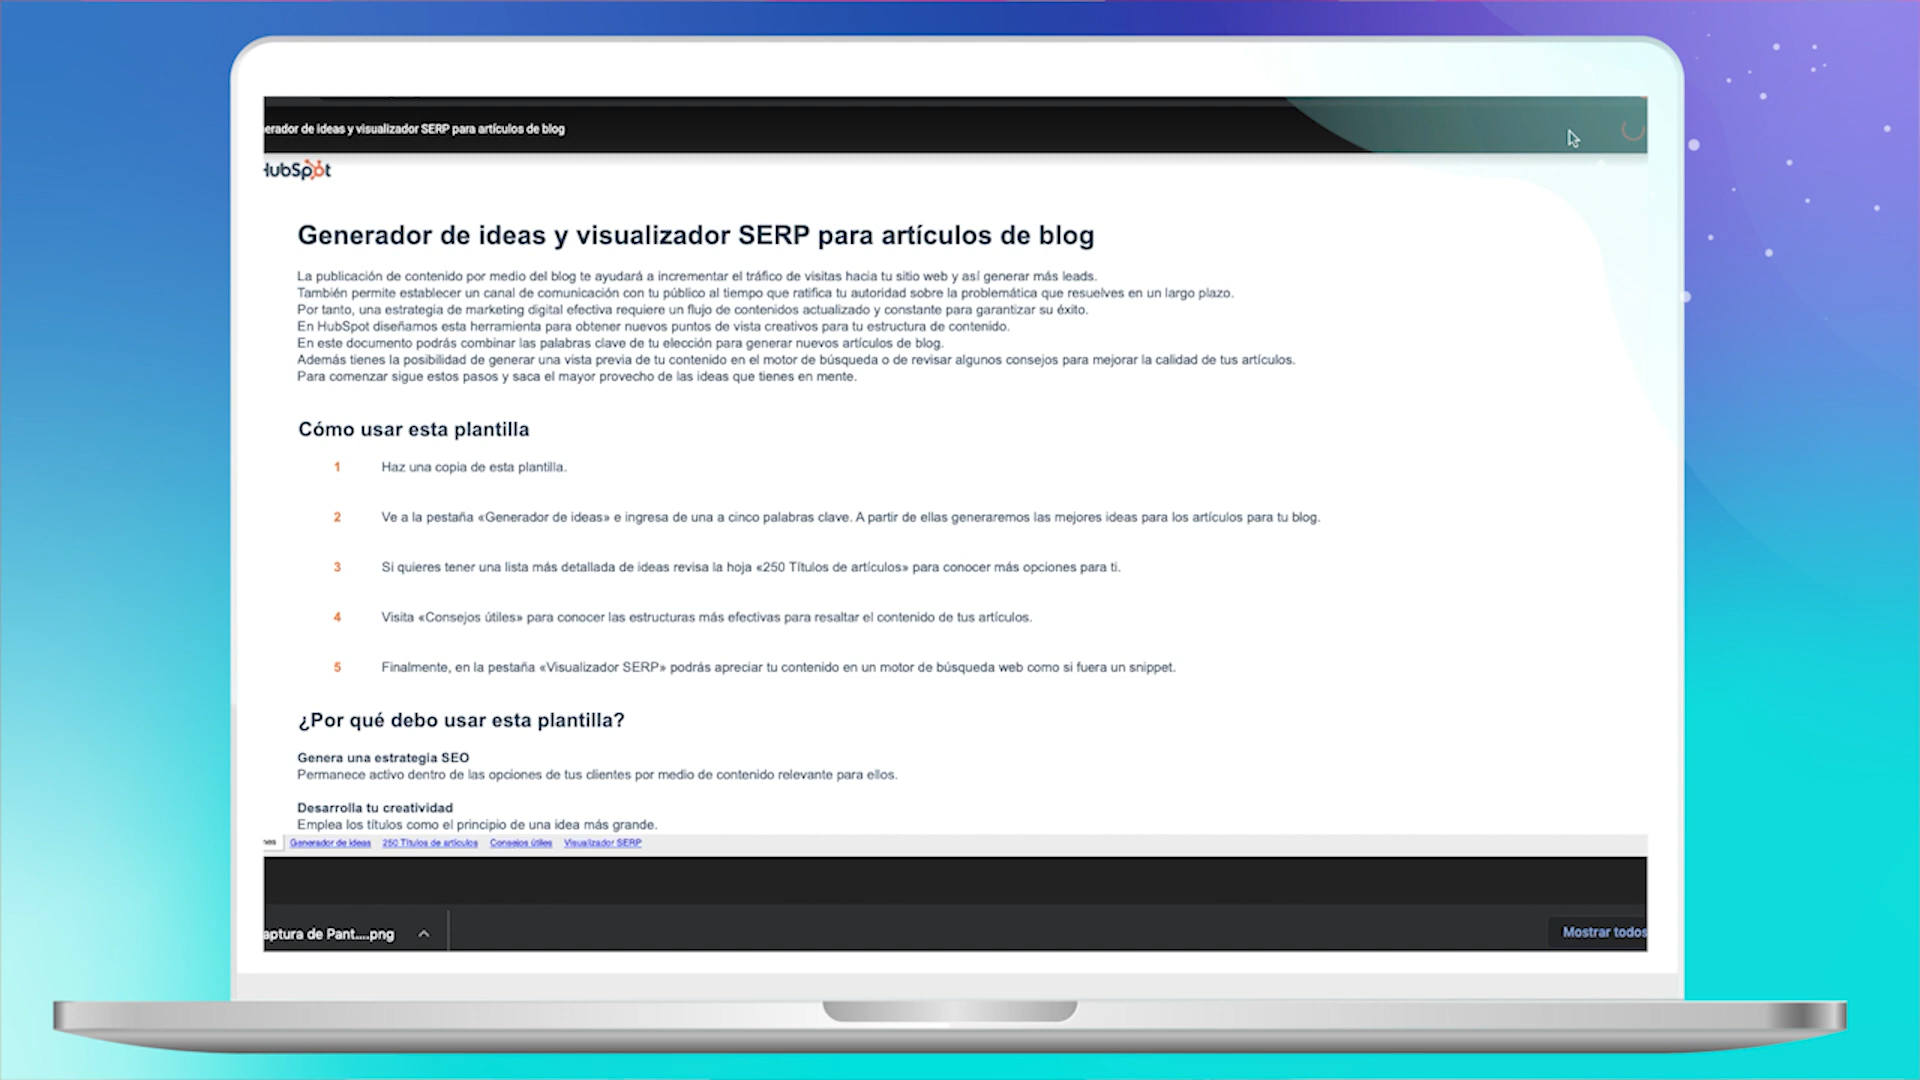 erador de ideas y visualizador SERP para artículos de blog
HubSpot
Generador de ideas y visualizador SERP para artículos de blog
La publicación de contenido por medio del blog te ayudará a incrementar el tráfico de visitas hacia tu sitio web y así generar más leads.
También permite establecer un canal de comunicación con tu público al tiempo que ratifica tu autoridad sobre la problemática que resuelves en un largo plazo.
Por tanto, una estrategia de marketing digital efectiva requiere un flujo de contenidos actualizado y constante para garantizar su éxito.
En HubSpot diseñamos esta herramienta para obtener nuevos puntos de vista creativos para tu estructura de contenido.
En este documento podrás combinar las palabras clave de tu elección para generar nuevos artículos de blog.
Además tienes la posibilidad de generar una vista previa de tu contenido en el motor de búsqueda o de revisar algunos consejos para mejorar la calidad de tus artículos.
Para comenzar sigue estos pasos y saca el mayor provecho de las ideas que tienes en mente.
Cómo usar esta plantilla
1 Haz una copia de esta plantilla.
2 Ve a la pestaña «Generador de ideas» e ingresa de una a cinco palabras clave. A partir de ellas generaremos las mejores ideas para los artículos para tu blog.
3 Si quieres tener una lista más detallada de ideas revisa la hoja «250 Títulos de artículos» para conocer más opciones para ti.
4 Visita «Consejos útiles» para conocer las estructuras más efectivas para resaltar el contenido de tus artículos.
5 Finalmente, en la pestaña «Visualizador SERP» podrás apreciar tu contenido en un motor de búsqueda web como si fuera un snippet.
¿Por qué debo usar esta plantilla?
Genera una estrategia SEO
Permanece activo dentro de las opciones de tus clientes por medio de contenido relevante para ellos.
Desarrolla tu creatividad
Emplea los títulos como el principio de una idea más grande.
nes Generador de ideas 250 Títulos de artículos Consejos útiles Visualizador SERP
aptura de Pant....png Mostrar todos